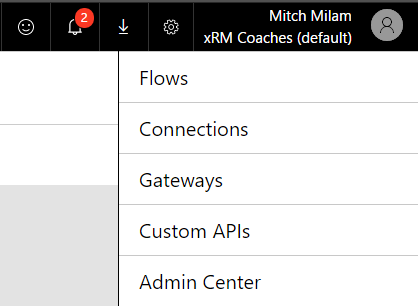 2
Mitch Milam
xRM Coaches (default)
Flows
Connections
Gateways
Custom APIs
Admin Center